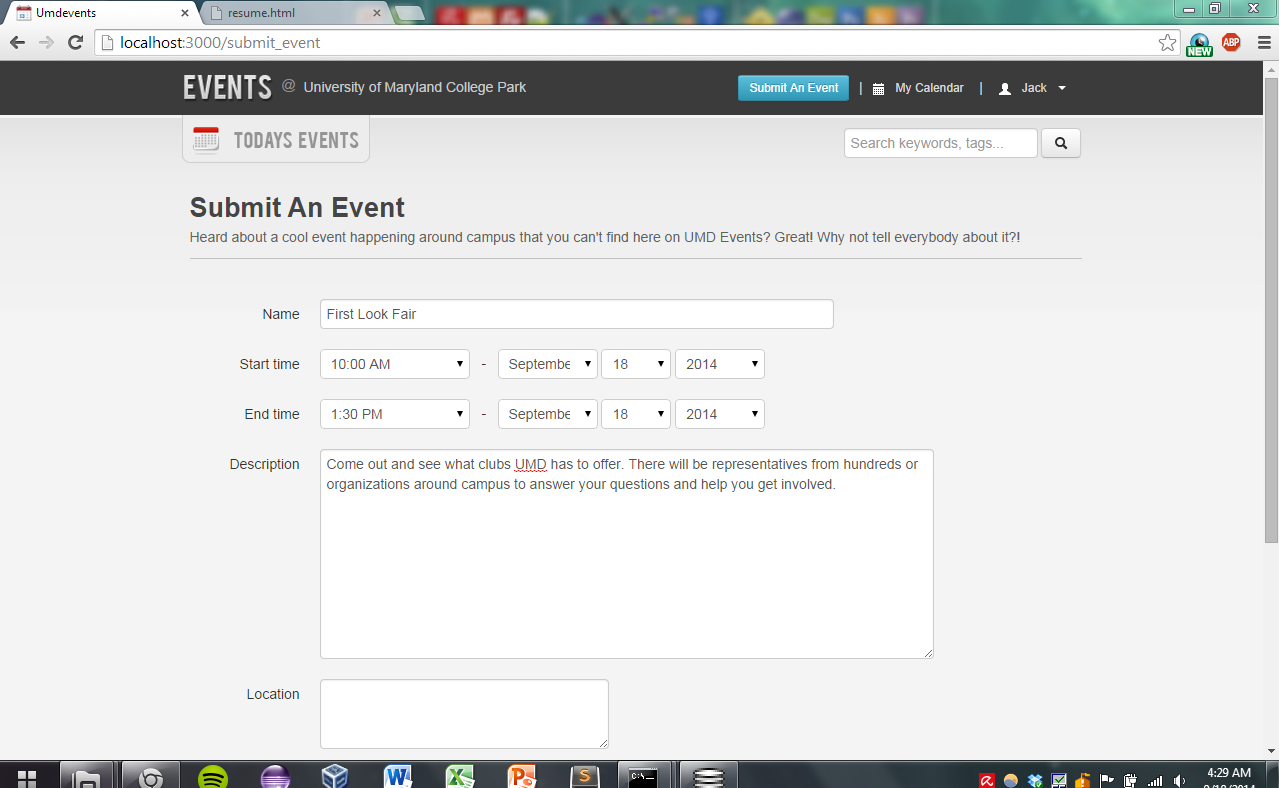 Umdevents
resume.html
localhost:3000/submit_event
NEW
ABP
EVENTS @ University of Maryland College Park
Submit An Event | My Calendar | Jack
TODAYS EVENTS
Search keywords, tags...
Submit An Event
Heard about a cool event happening around campus that you can't find here on UMD Events? Great! Why not tell everybody about it?!
Name First Look Fair
Start time 10:00 AM - Septembe 18 2014
End time 1:30 PM - Septembe 18 2014
Description Come out and see what clubs UMD has to offer. There will be representatives from hundreds or
organizations around campus to answer your questions and help you get involved.
Location
C:\
4:29 AM